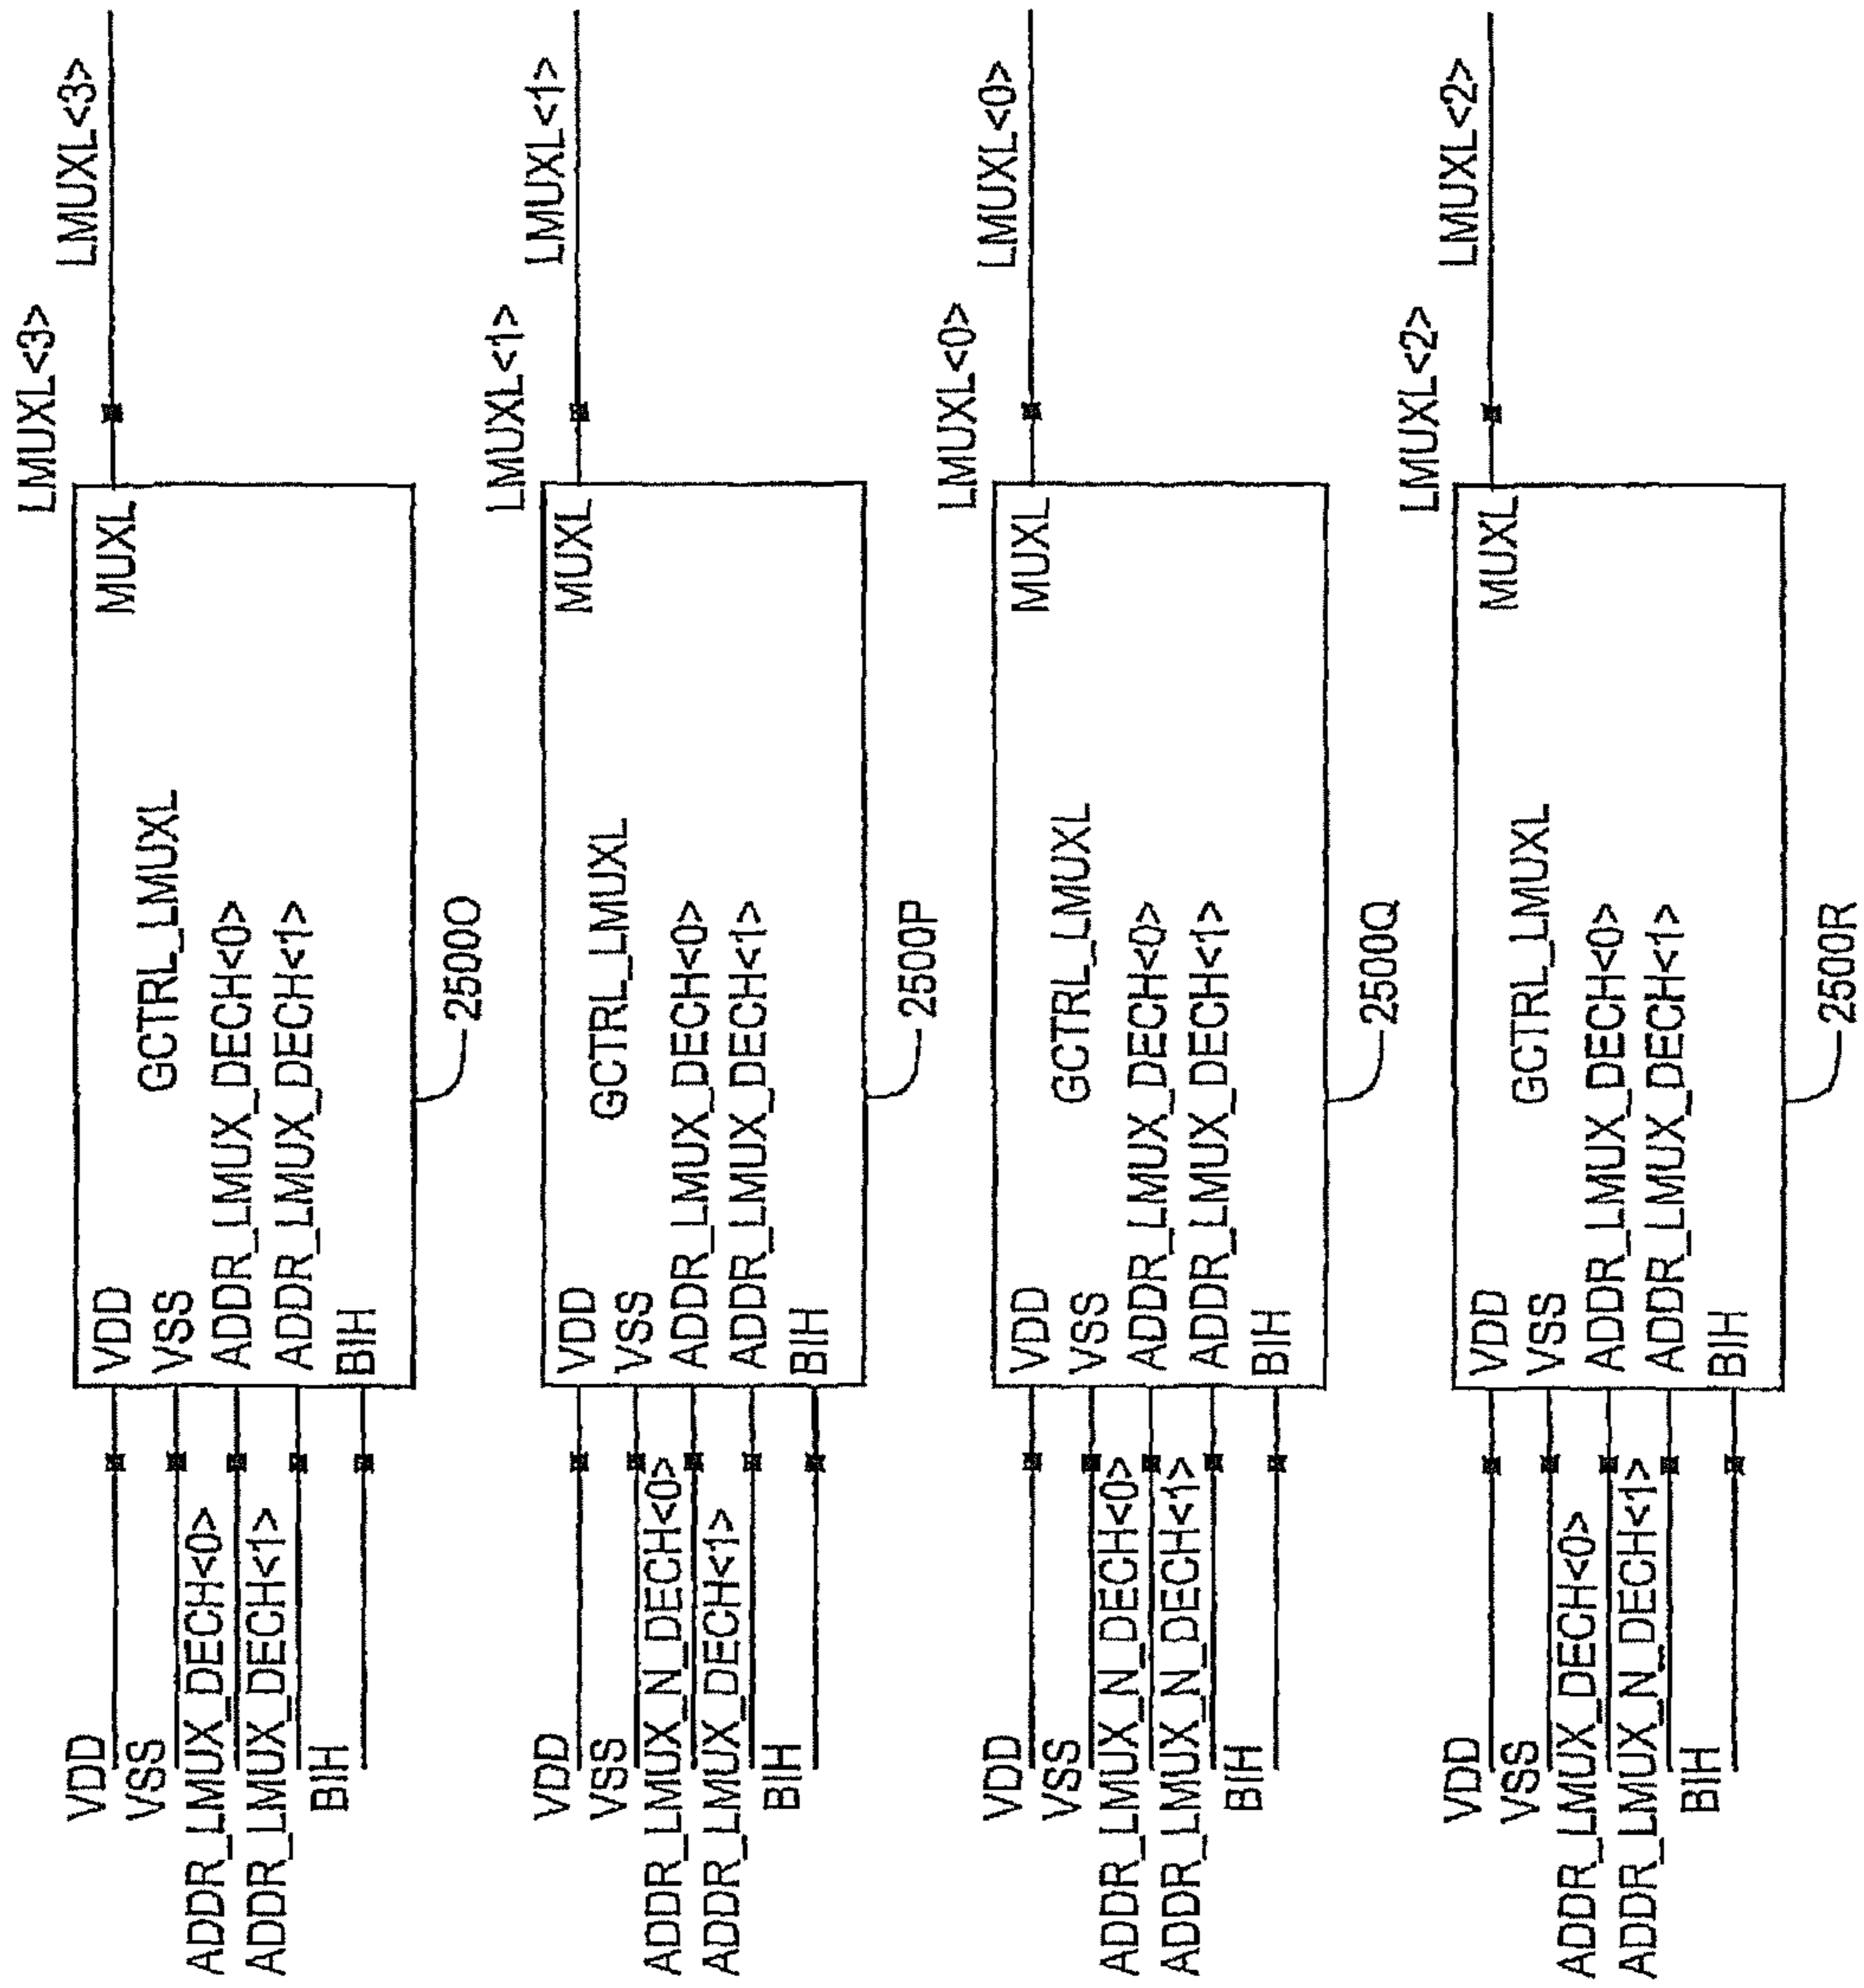 LMUXL<3>
LMUXL<3>
MUXL
GCTRL_LMUXL
VDD
VSS
ADDR_LMUX_DECH<0>
ADDR_LMUX_DECH<1>
BIH
VDD
VSS
ADDR_LMUX_DECH<0>
ADDR_LMUX_DECH<1>
BIH
2500O
LMUXL<1>
LMUXL<1>
MUXL
GCTRL_LMUXL
VDD
VSS
ADDR_LMUX_DECH<0>
ADDR_LMUX_DECH<1>
BIH
VDD
VSS
ADDR_LMUX_N_DECH<0>
ADDR_LMUX_DECH<1>
BIH
2500P
LMUXL<0>
LMUXL<0>
MUXL
GCTRL_LMUXL
VDD
VSS
ADDR_LMUX_DECH<0>
ADDR_LMUX_DECH<1>
BIH
VDD
VSS
ADDR_LMUX_N_DECH<0>
ADDR_LMUX_N_DECH<1>
BIH
2500Q
LMUXL<2>
LMUXL<2>
MUXL
GCTRL_LMUXL
VDD
VSS
ADDR_LMUX_DECH<0>
ADDR_LMUX_DECH<1>
BIH
VDD
VSS
ADDR_LMUX_DECH<0>
ADDR_LMUX_N_DECH<1>
BIH
2500R